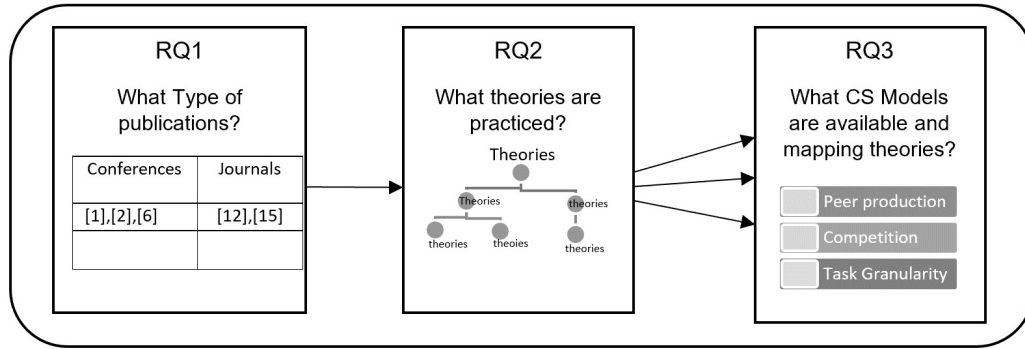 RQ1
What Type of
publications?
Conferences Journals
[1],[2],[6] [12],[15]
RQ2
What theories are
practiced?
Theories
Theories theories
theories theoies theories
RQ3
What CS Models
are available and
mapping theories?
Peer production
Competition
Task Granularity